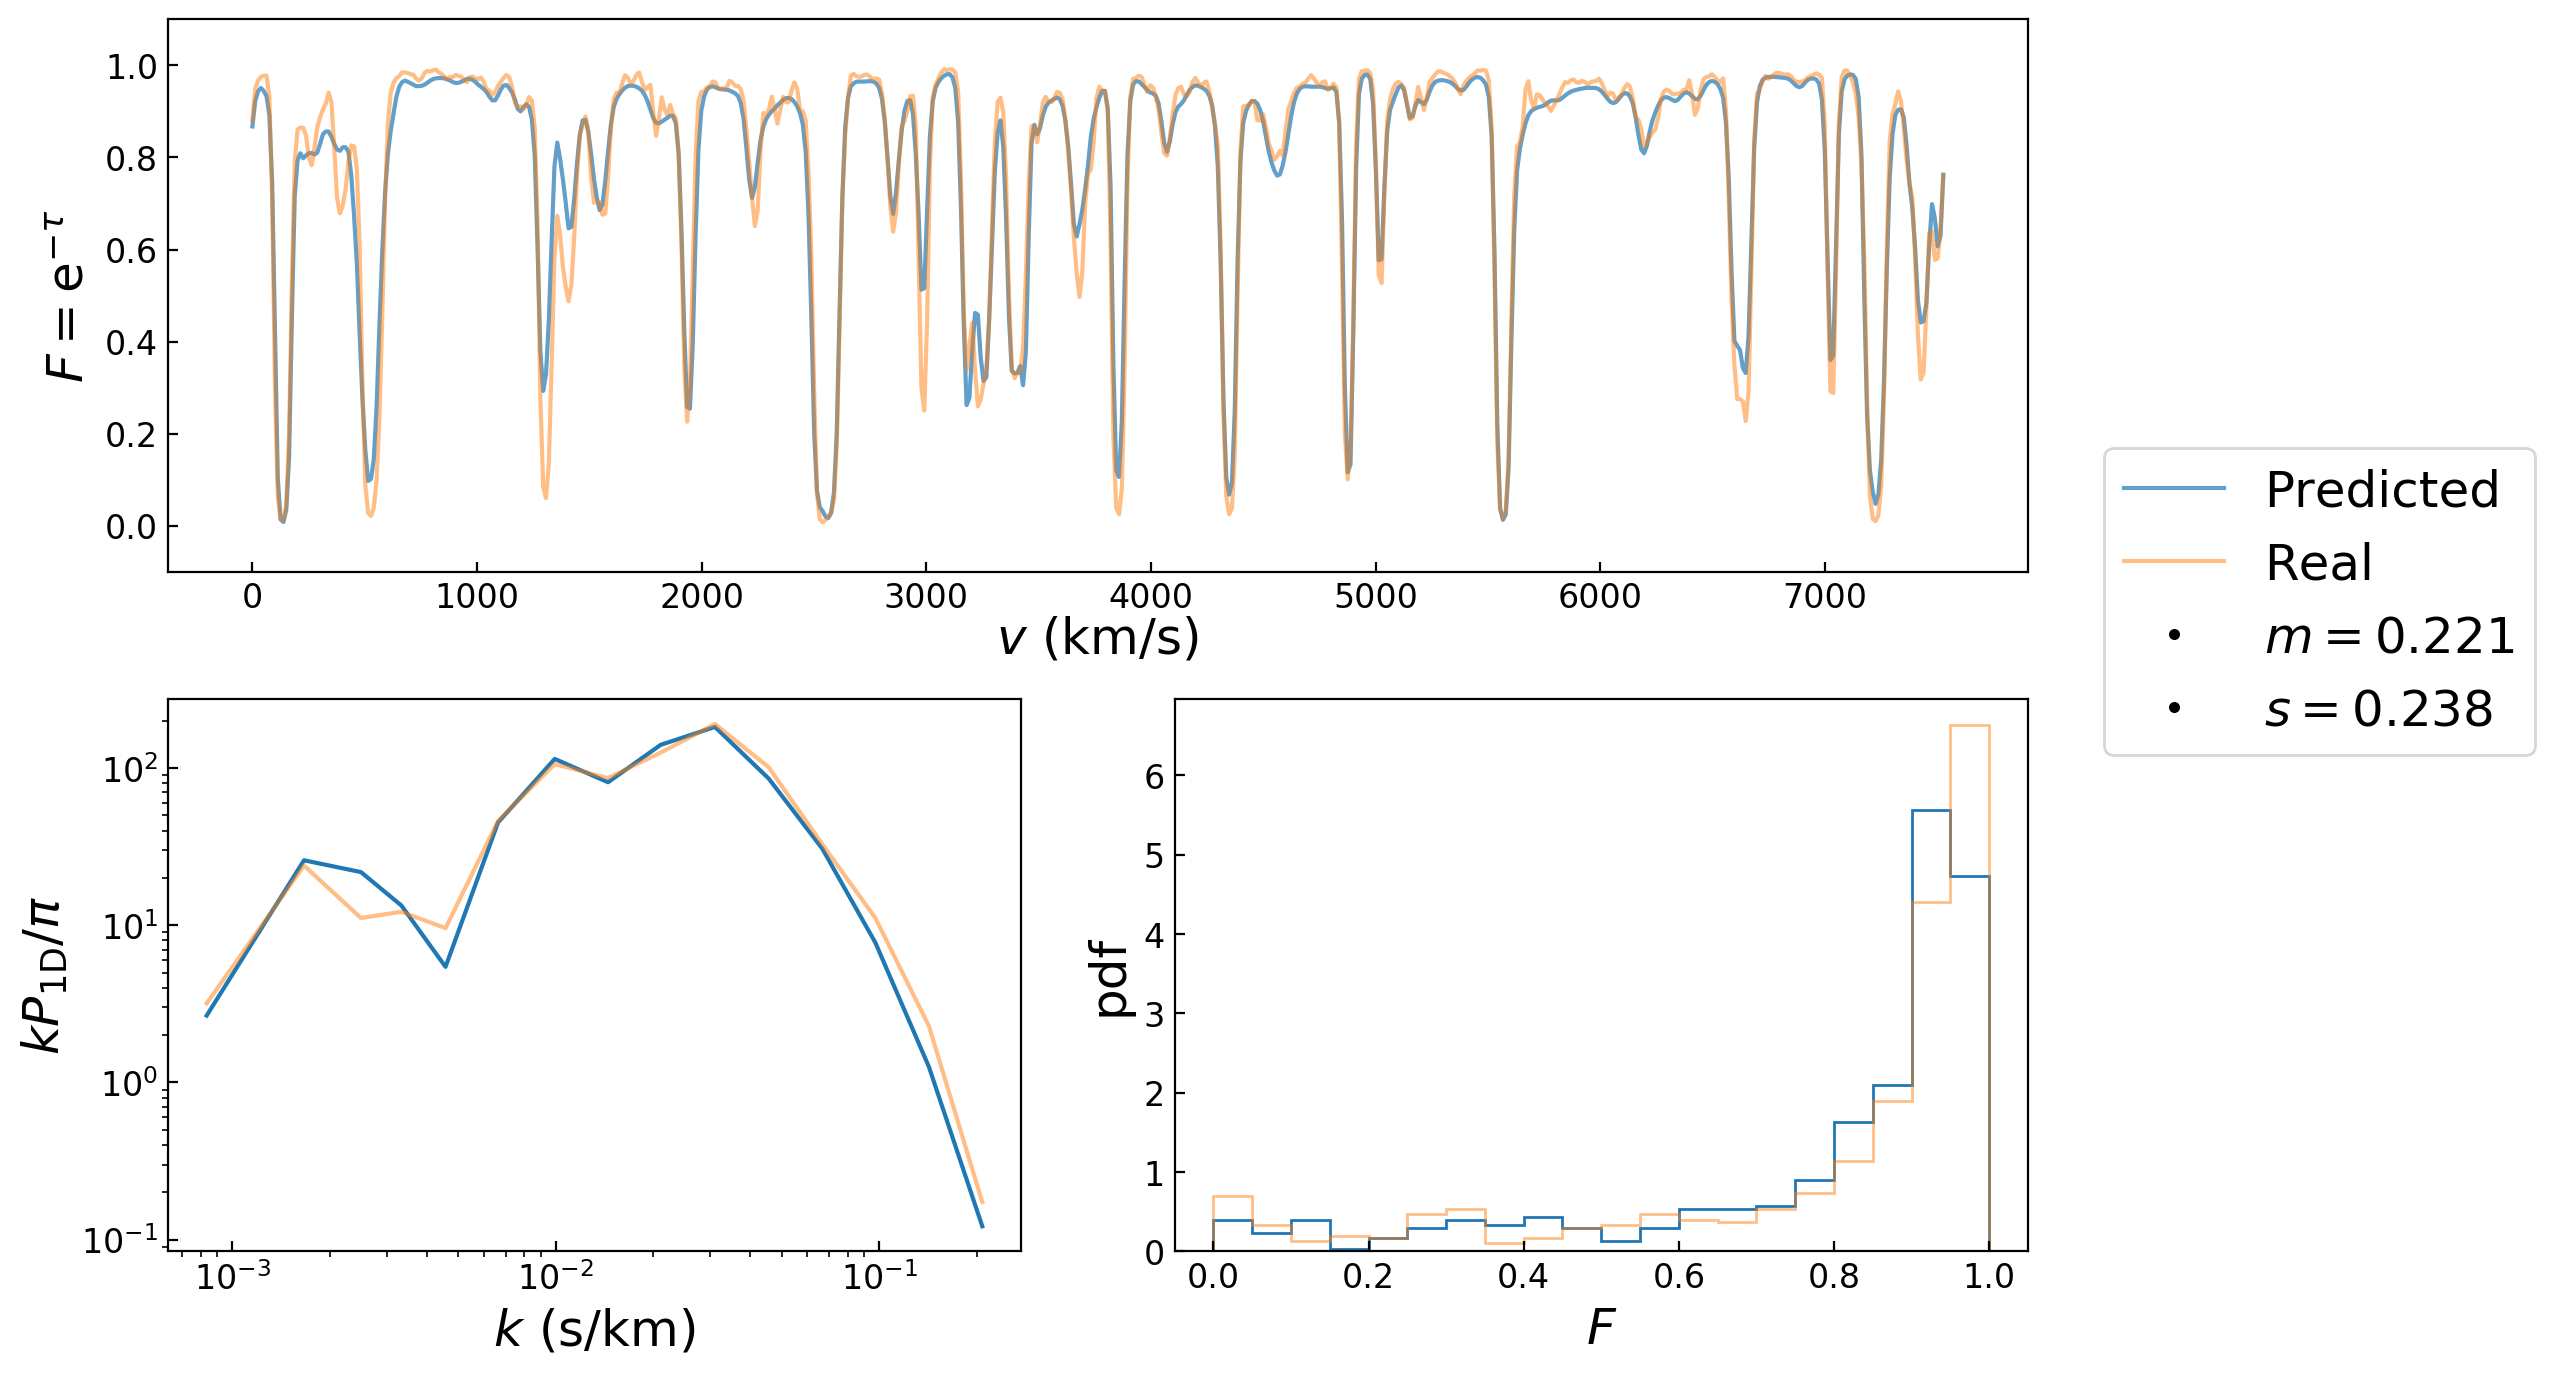 F = e^{-τ}
1.0
0.8
0.6
0.4
0.2
0.0
0 1000 2000 3000 4000 5000 6000 7000
v (km/s)
Predicted
Real
m = 0.221
s = 0.238
kP_{1D}/π
10^2
10^1
10^0
10^{-1}
10^{-3} 10^{-2} 10^{-1}
k (s/km)
pdf
6
5
4
3
2
1
0
0.0 0.2 0.4 0.6 0.8 1.0
F